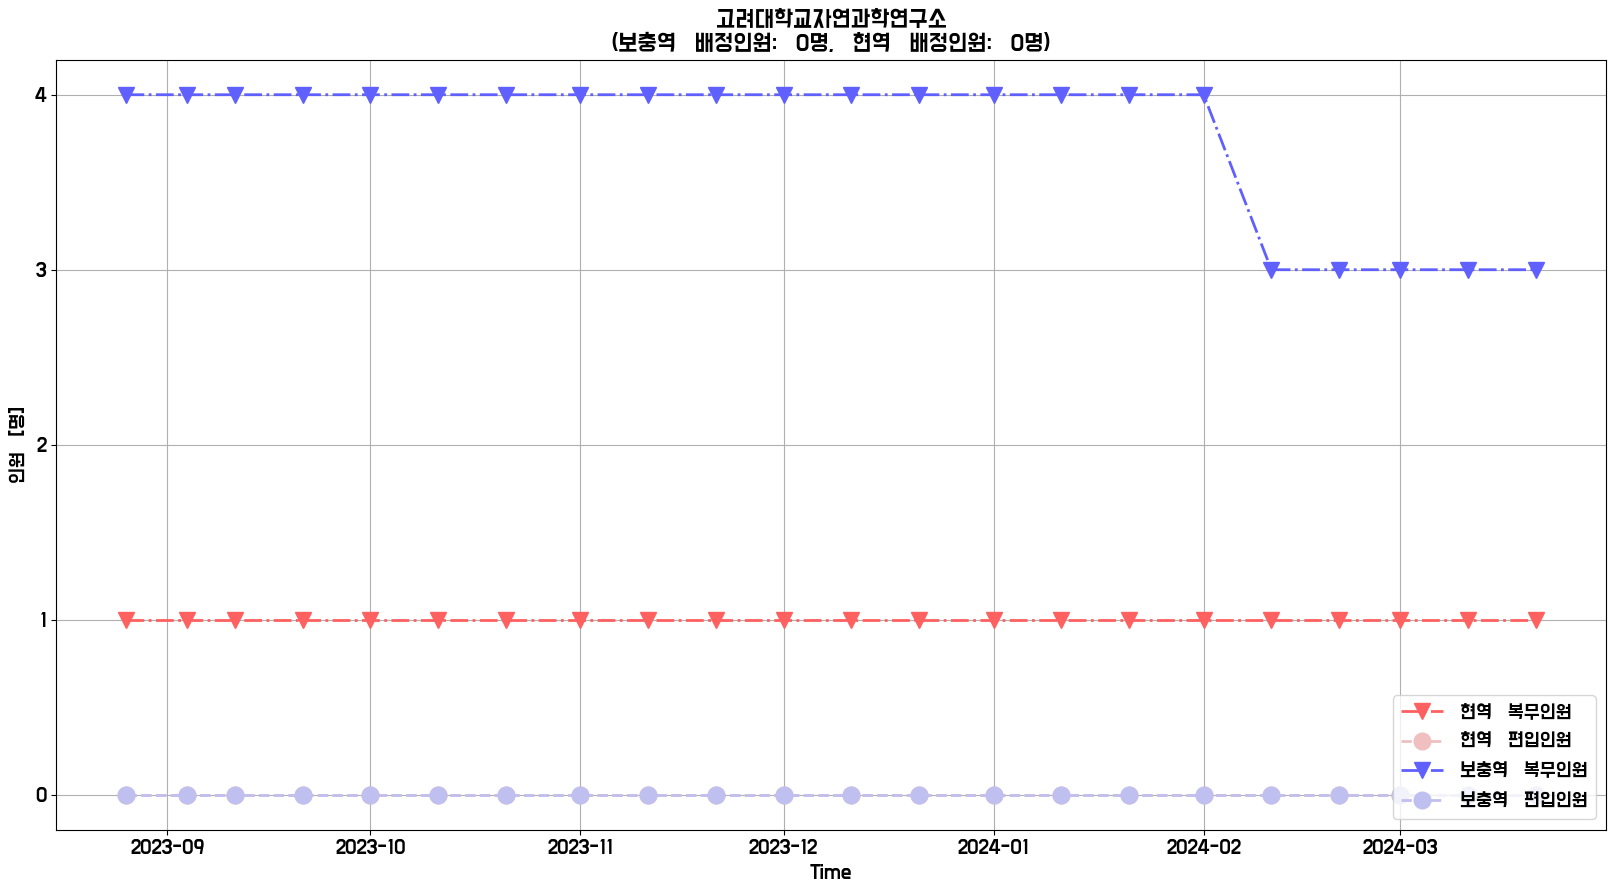 고려대학교자연과학연구소
(보충역 배정인원: 0명, 현역 배정인원: 0명)
4
3
2
1
0
인원 [명]
현역 복무인원
현역 편입인원
보충역 복무인원
보충역 편입인원
2023-09 2023-10 2023-11 2023-12 2024-01 2024-02 2024-03
Time